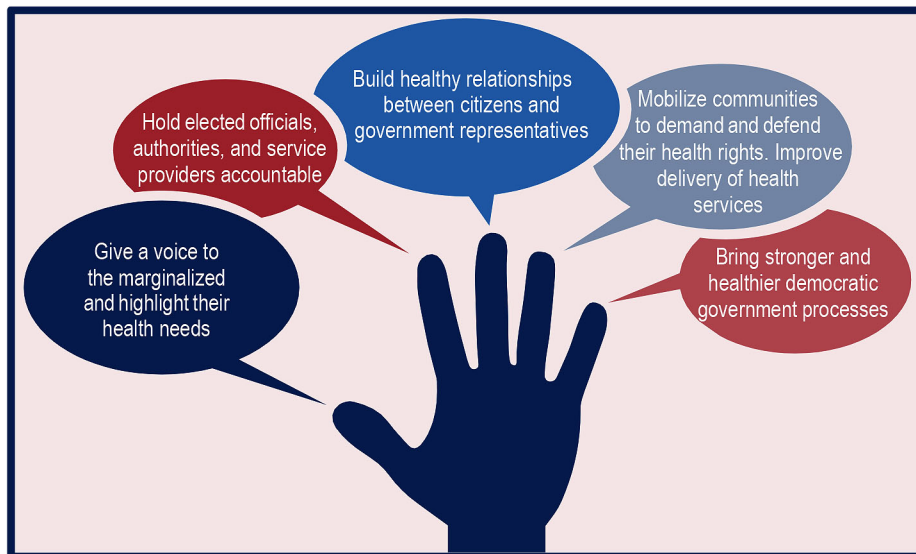 Give a voice to
the marginalized
and highlight their
health needs
Hold elected officials,
authorities, and service
providers accountable
Build healthy relationships
between citizens and
government representatives
Mobilize communities
to demand and defend
their health rights. Improve
delivery of health
services
Bring stronger and
healthier democratic
government processes